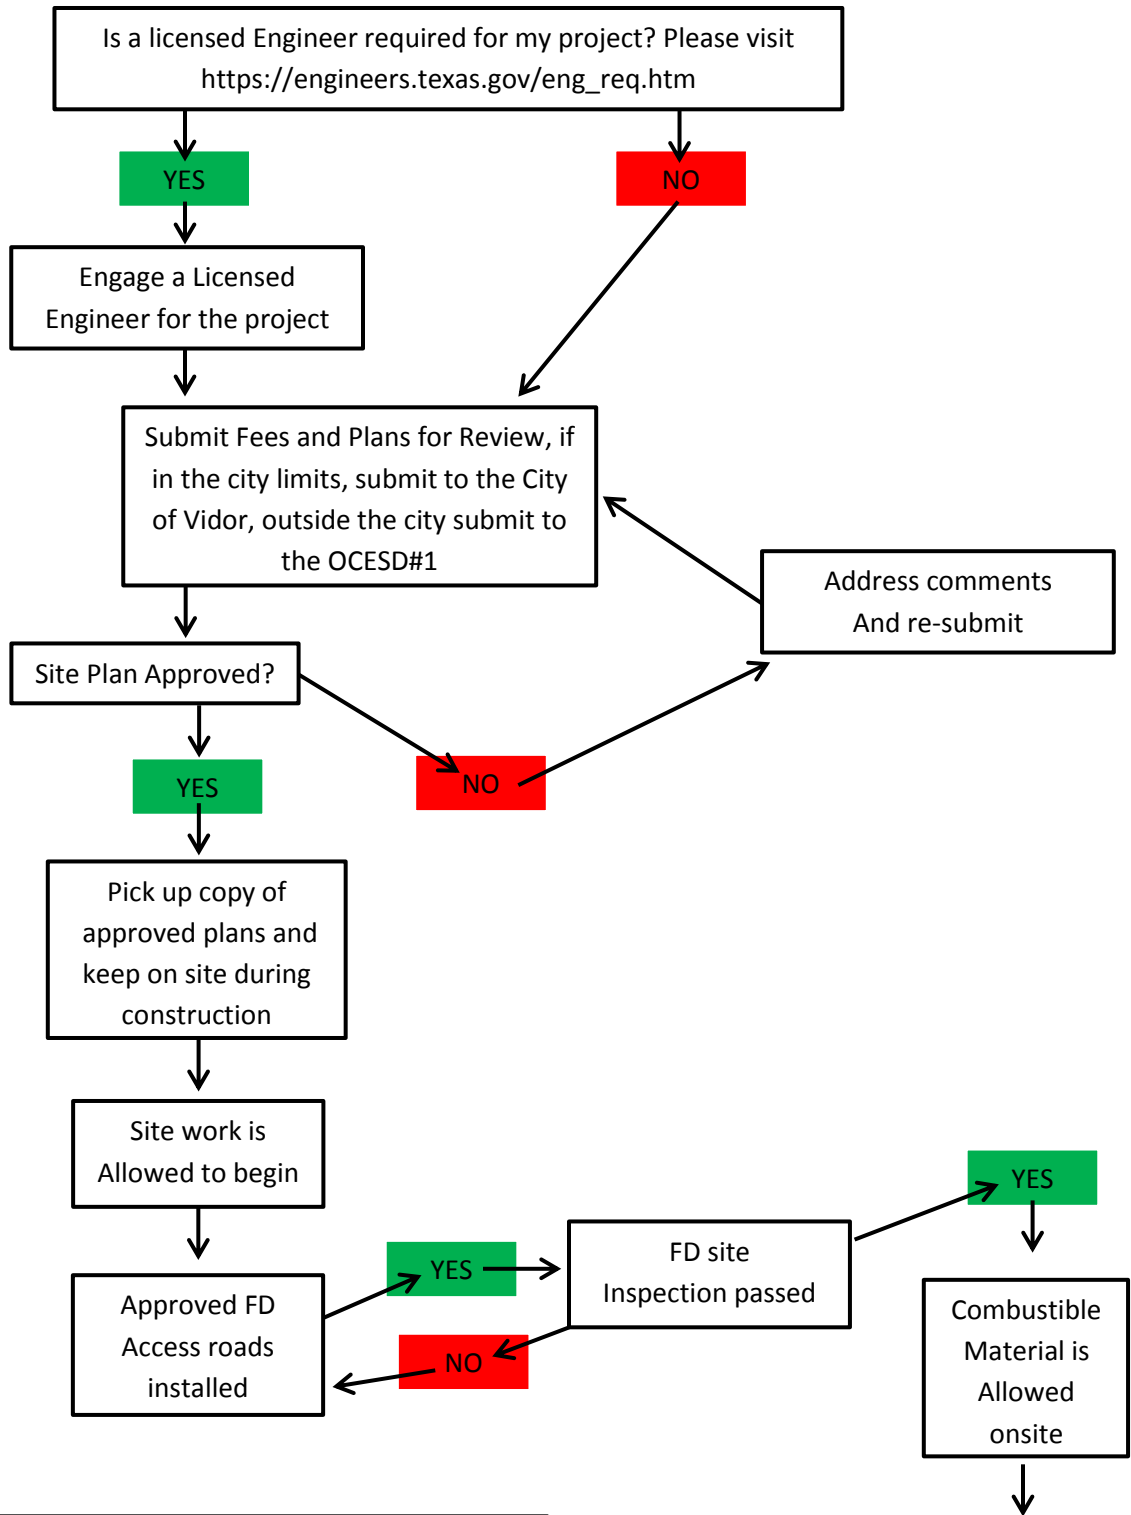 Is a licensed Engineer required for my project? Please visit
https://engineers.texas.gov/eng_req.htm
YES
NO
Engage a Licensed
Engineer for the project
Submit Fees and Plans for Review, if
in the city limits, submit to the City
of Vidor, outside the city submit to
the OCESD#1
Address comments
And re-submit
Site Plan Approved?
YES
NO
Pick up copy of
approved plans and
keep on site during
construction
Site work is
Allowed to begin
YES
FD site
Inspection passed
YES
Approved FD
Access roads
installed
NO
Combustible
Material is
Allowed
onsite